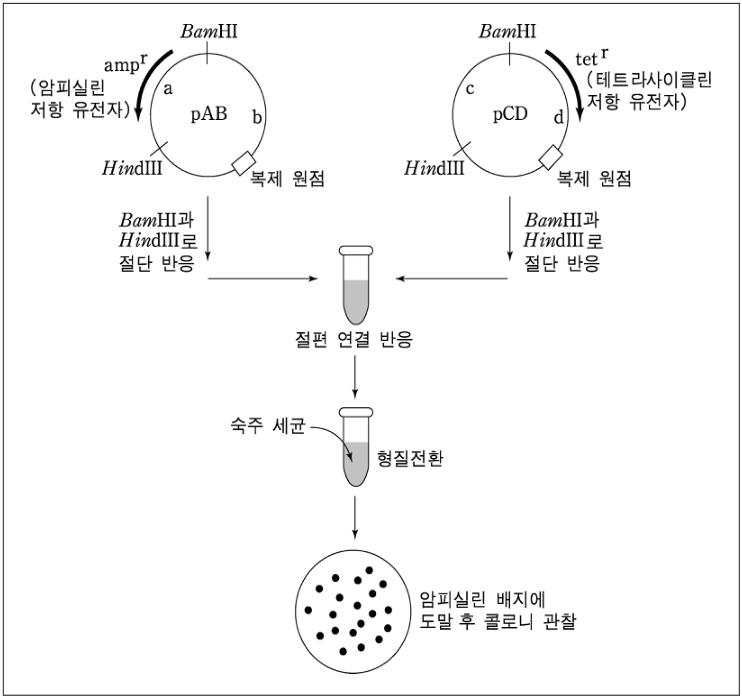 BamHI
amp^r
(암피실린
저항 유전자)
a
pAB
b
HindIII
복제 원점
BamHI
tet^r
(테트라사이클린
저항 유전자)
c
pCD
d
HindIII
복제 원점
BamHI과
HindIII로
절단 반응
BamHI과
HindIII로
절단 반응
절편 연결 반응
숙주 세균
형질전환
암피실린 배지에
도말 후 콜로니 관찰